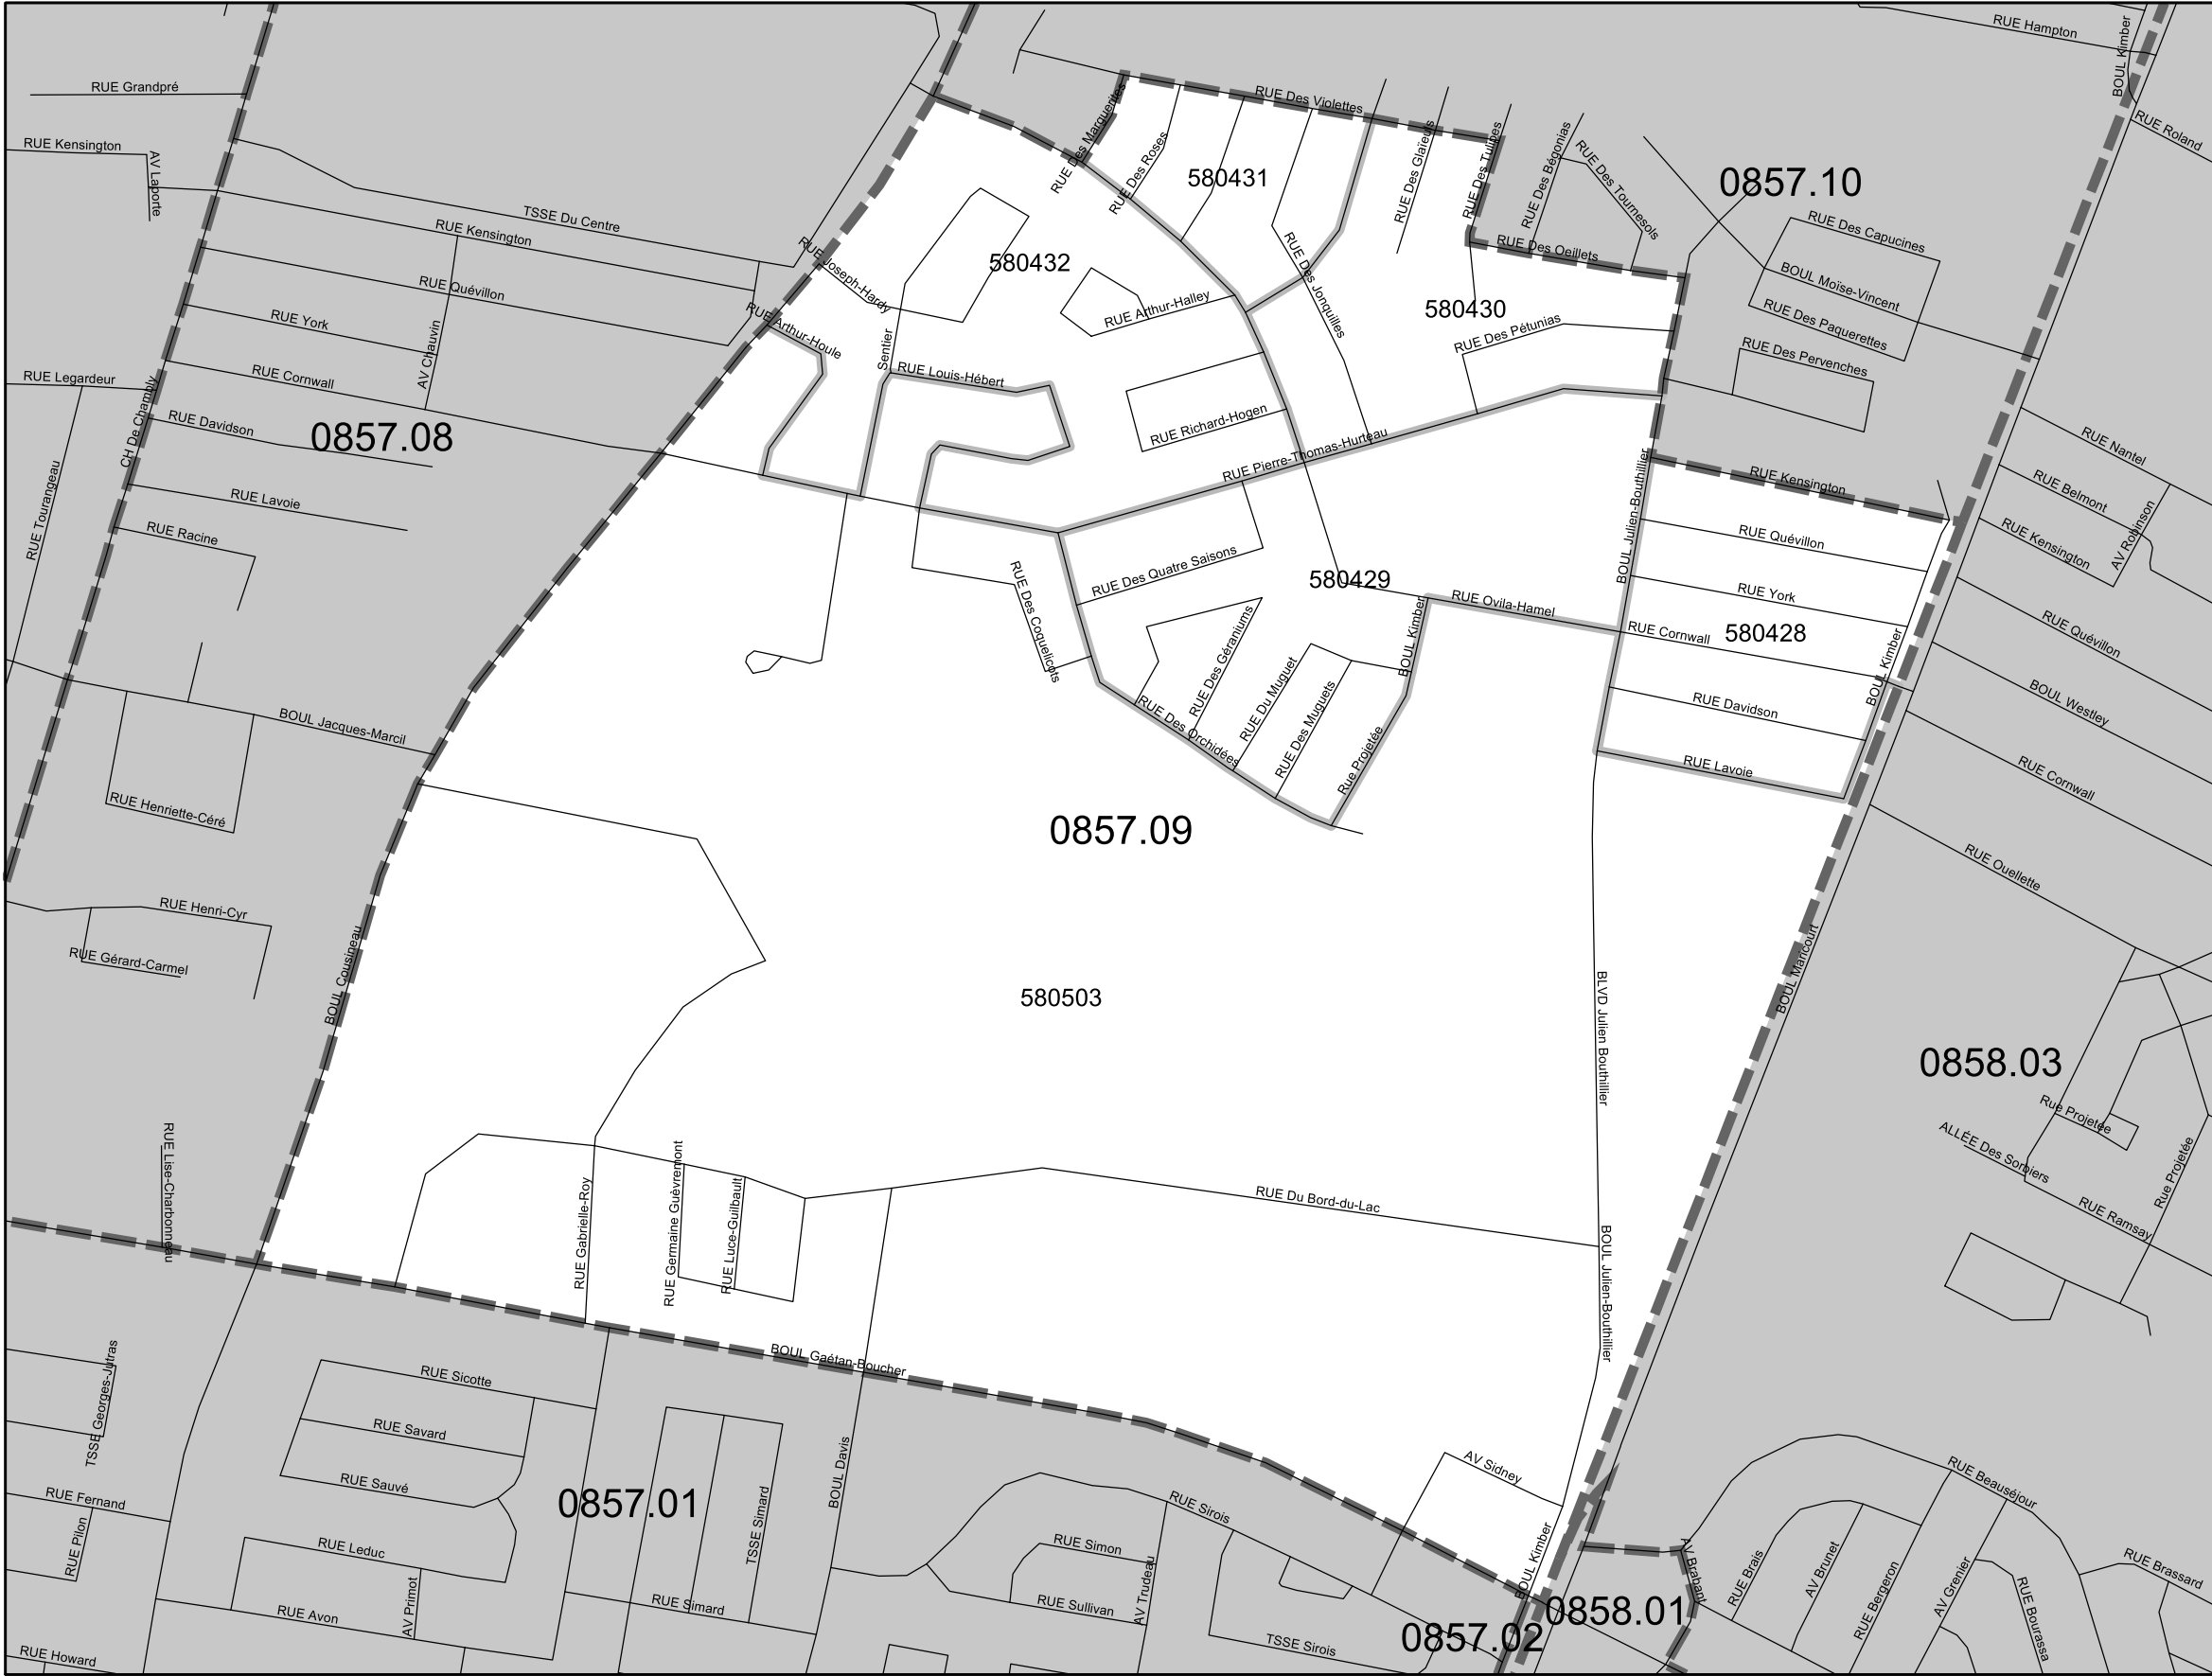 RUE Hampton
BOUL Kimber
RUE Grandpré
RUE Des Violettes
RUE Des Marguerites
RUE Roland
RUE Kensington
AV Laporte
RUE Des Roses
580431
RUE Des Glaïeuls
RUE Des Tulipes
RUE Des Bégonias
RUE Des Tournesols
0857.10
TSSE Du Centre
RUE Kensington
RUE Joseph-Hardy
580432
RUE Des Jonquilles
RUE Des Oeillets
RUE Des Capucines
BOUL Moïse-Vincent
RUE Quévillon
RUE Arthur-Halley
580430
RUE Des Paquerettes
RUE York
AV Chauvin
RUE Arthur-Houle
Sentier
RUE Des Pétunias
RUE Des Pervenches
RUE Legardeur
RUE Cornwall
RUE Louis-Hébert
CH De Chambly
RUE Davidson
0857.08
RUE Richard-Hogen
RUE Pierre-Thomas-Hurteau
RUE Nantel
RUE Tourangeau
RUE Lavoie
BOUL Julien-Bouthillier
RUE Kensington
RUE Belmont
RUE Kensington
AV Robinson
RUE Racine
RUE Quévillon
RUE Des Quatre Saisons
580429
RUE Des Coquelicots
RUE York
RUE Ovila-Hamel
BOUL Kimber
RUE Cornwall
580428
RUE Quévillon
RUE Des Géraniums
RUE Du Muguet
RUE Des Muguets
BOUL Kimber
RUE Davidson
BOUL Westley
BOUL Jacques-Marcil
RUE Des Orchidées
Rue Projetée
RUE Lavoie
RUE Cornwall
RUE Henriette-Céré
0857.09
RUE Ouellette
RUE Henri-Cyr
RUE Gérard-Carmel
BOUL Cousineau
BOUL Maricourt
580503
BLVD Julien Bouthillier
0858.03
Rue Projetée
ALLÉE Des Sorbiers
Rue Projetée
RUE Ramsay
RUE Lise-Charbonneau
RUE Gabrielle-Roy
RUE Germaine Guèvremont
RUE Luce-Guilbault
RUE Du Bord-du-Lac
BOUL Julien-Bouthillier
BOUL Gaétan-Boucher
TSSE Georges-Jutras
RUE Sicotte
RUE Savard
RUE Sauvé
BOUL Davis
AV Sidney
RUE Beauséjour
RUE Fernand
0857.01
TSSE Simard
RUE Sirois
RUE Pilon
RUE Leduc
RUE Simon
BOUL Kimber
AV Brabant
RUE Brais
AV Brunet
RUE Brassard
AV Primot
RUE Avon
RUE Simard
RUE Sullivan
AV Trudeau
0858.01
RUE Bergeron
AV Grenier
RUE Bourassa
0857.02
TSSE Sirois
RUE Howard